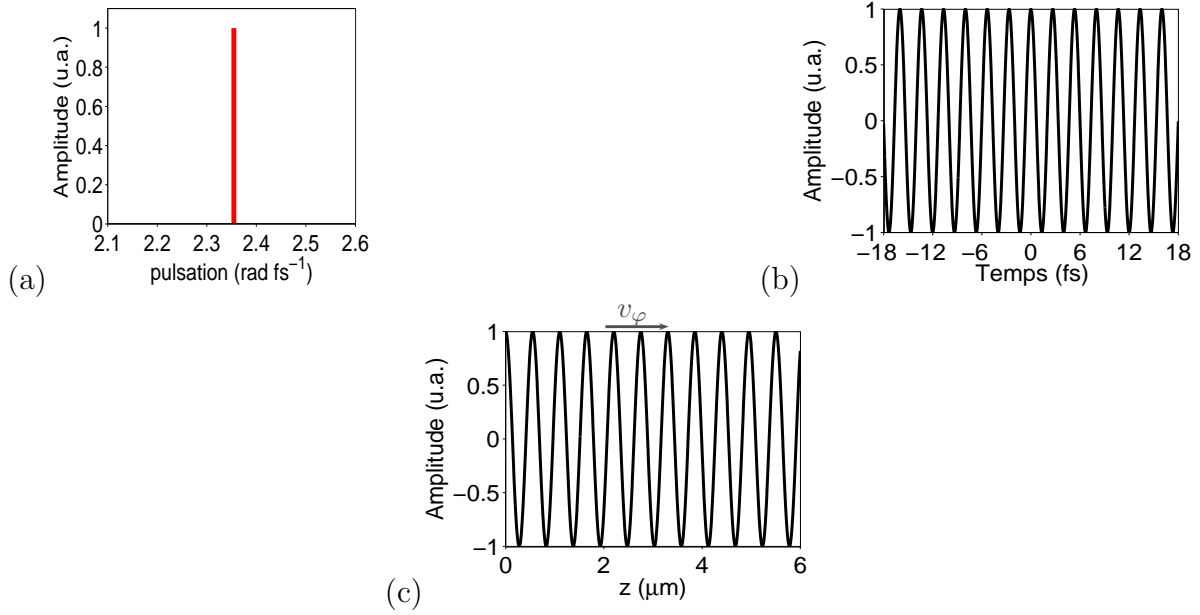 1
0.8
0.6
0.4
0.2
0
Amplitude (u.a.)
2.1 2.2 2.3 2.4 2.5 2.6
pulsation (rad fs⁻¹)
(a)
1
0.5
0
−0.5
−1
Amplitude (u.a.)
−18 −12 −6 0 6 12 18
Temps (fs)
(b)
vφ
1
0.5
0
−0.5
−1
Amplitude (u.a.)
0 2 4 6
z (μm)
(c)